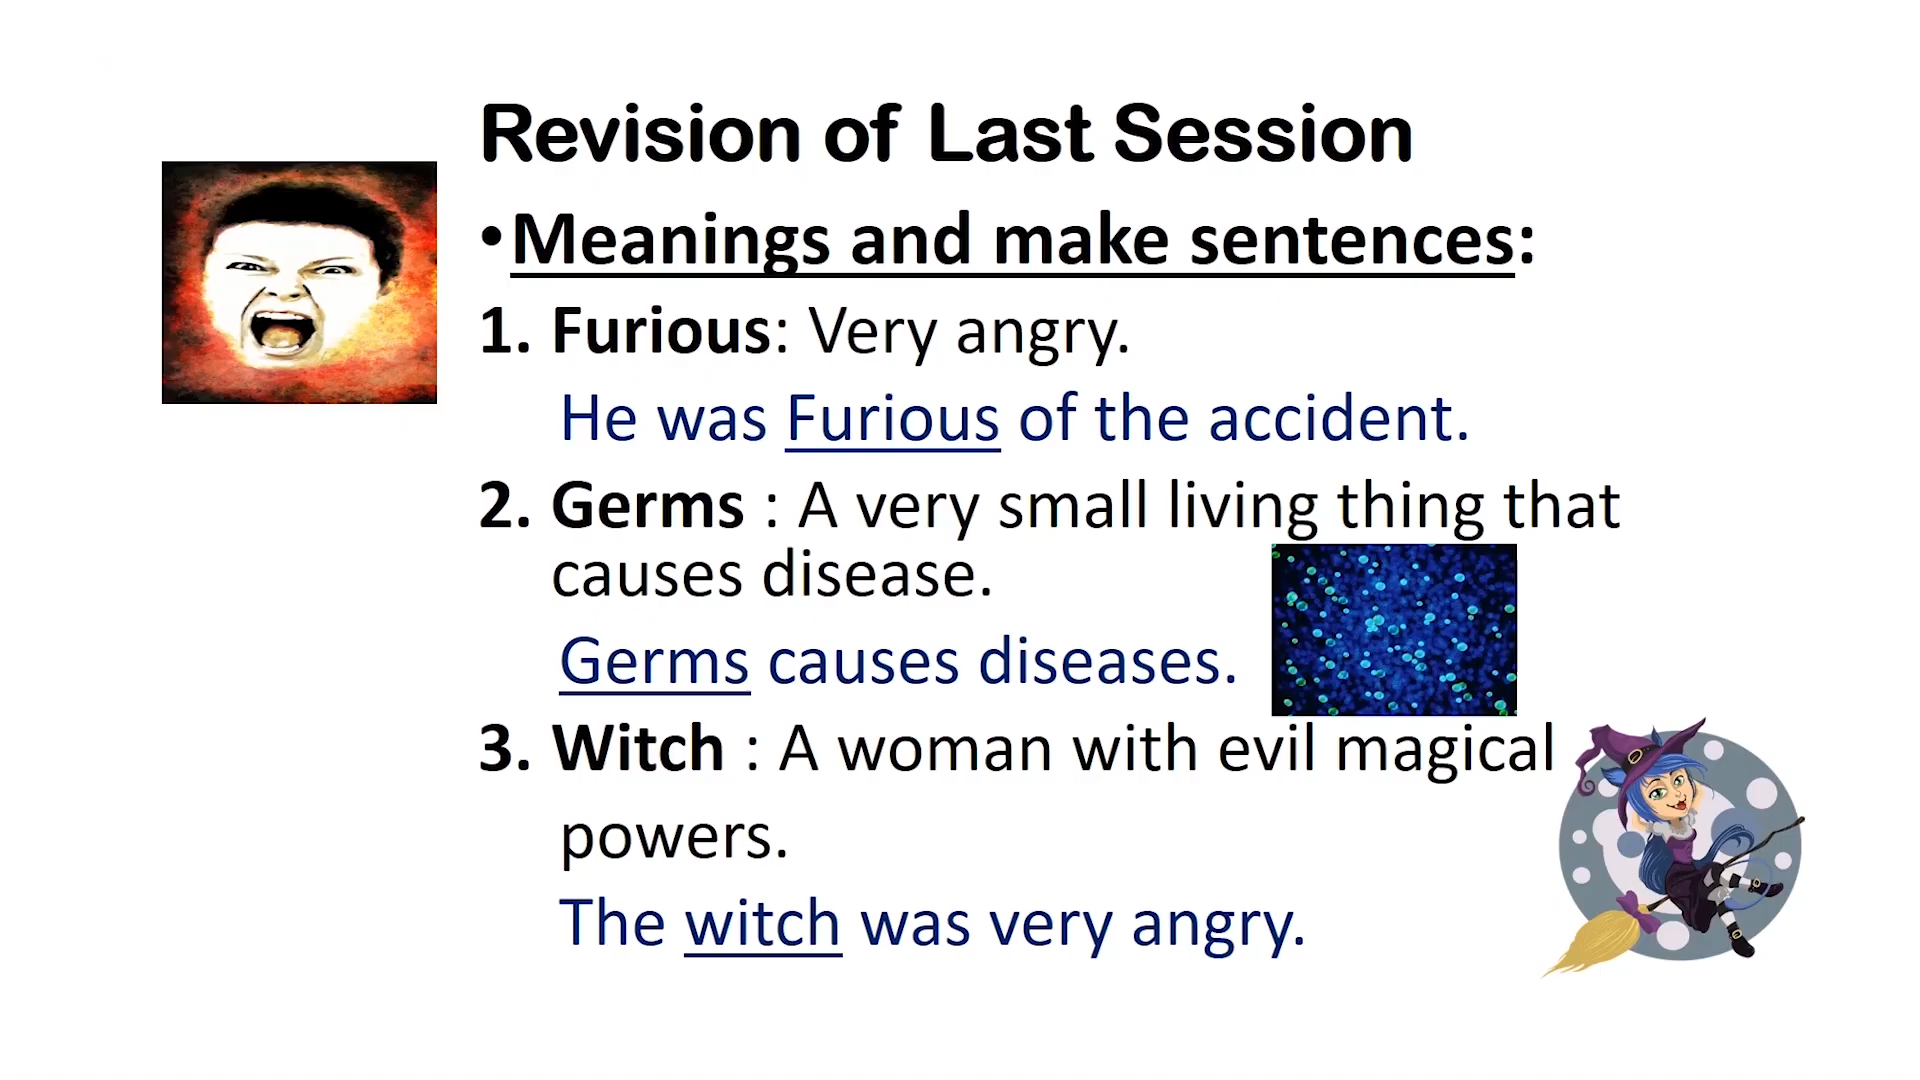 Revision of Last Session
•Meanings and make sentences:
1. Furious: Very angry.
He was Furious of the accident.
2. Germs : A very small living thing that
causes disease.
Germs causes diseases.
3. Witch : A woman with evil magical
powers.
The witch was very angry.